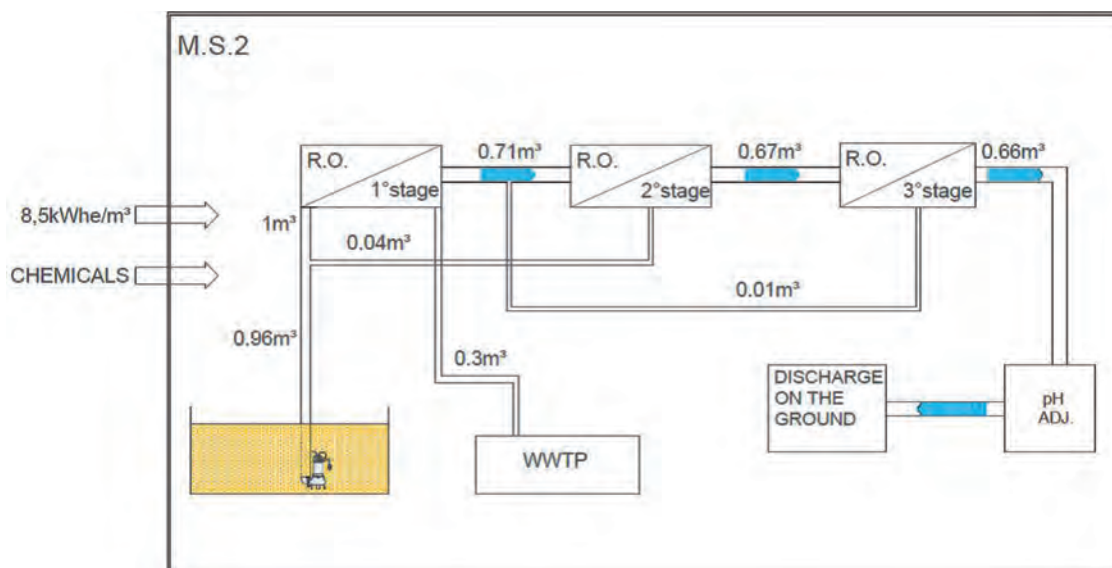 M.S.2
R.O.
1°stage
0.71m³
R.O.
2°stage
0.67m³
R.O.
3°stage
0.66m³
8,5kWhe/m³
1m³
0.04m³
CHEMICALS
0.01m³
0.96m³
0.3m³
DISCHARGE
ON THE
GROUND
pH
ADJ.
WWTP